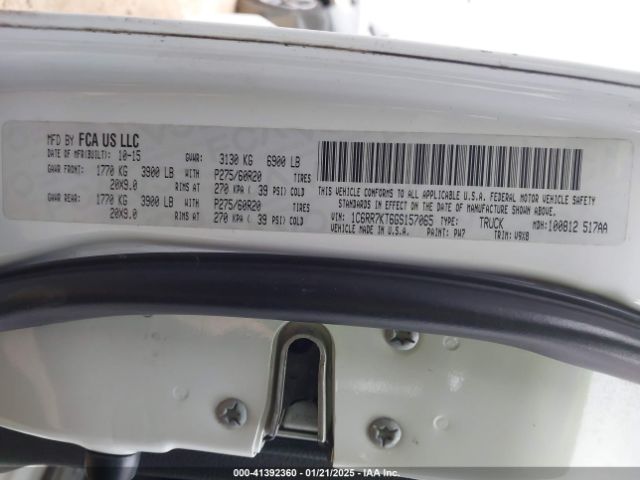 MFD BY FCA US LLC
DATE OF MFR(BUILT): 10-15 GVWR: 3130 KG 6900 LB
GAWR FRONT: 1770 KG 3900 LB WITH P275/60R20 TIRES
20X9.0 RIMS AT 270 KPA ( 39 PSI) COLD
GAWR REAR: 1770 KG 3900 LB WITH P275/60R20 TIRES
20X9.0 RIMS AT 270 KPA ( 39 PSI) COLD
THIS VEHICLE CONFORMS TO ALL APPLICABLE U.S.A. FEDERAL MOTOR VEHICLE SAFETY
STANDARDS IN EFFECT ON THE DATE OF MANUFACTURE SHOWN ABOVE.
VIN: 1C6RR7KT6GS157065 TYPE: TRUCK MDH:100812 517AA
VEHICLE MADE IN U.S.A. PAINT: PW7 TRIM: V9X8
000-41392360 | 01/21/2025 | IAA Inc.